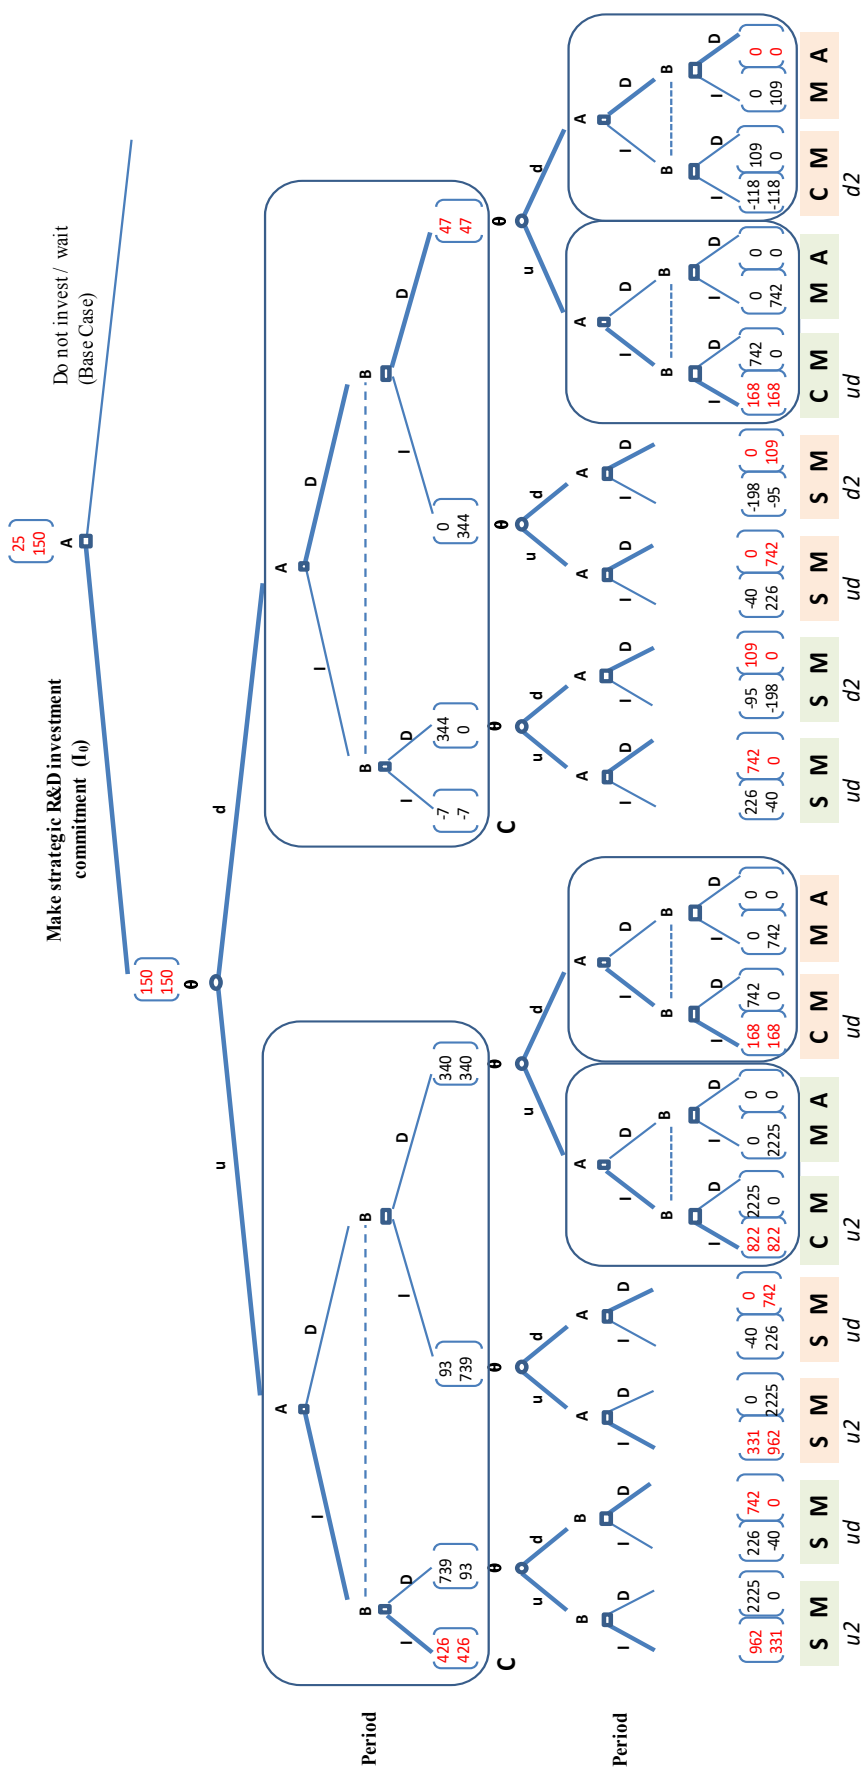 25
150
Make strategic R&D investment
commitment (I₀)
A
Do not invest / wait
(Base Case)
150
150
θ
u
d
A
A
I
D
I
D
Period
B
B
B
B
I
D
I
D
I
D
I
D
426
426
739
93
93
739
340
340
-7
-7
344
0
0
344
47
47
C
θ
θ
θ
C
θ
θ
θ
u
d
u
d
u
d
u
d
u
d
u
d
B
B
A
A
A
A
A
A
A
A
A
A
A
A
Period
I
D
I
D
I
D
I
D
I
D
I
D
I
D
I
D
I
D
I
D
I
D
I
D
B
B
B
B
B
B
B
B
I
D
I
D
I
D
I
D
I
D
I
D
I
D
I
D
962
331
2225
0
226
-40
742
0
331
962
0
2225
-40
226
0
742
822
822
2225
0
0
2225
0
0
168
168
742
0
0
742
0
0
226
-40
742
0
-95
-198
109
0
-40
226
0
742
-198
-95
0
109
168
168
742
0
0
742
0
0
-118
-118
109
0
0
109
0
0
S M
S M
S M
S M
C M M A
C M M A
S M
S M
S M
S M
C M M A
C M M A
u2
ud
u2
ud
u2
ud
ud
d2
ud
d2
ud
d2